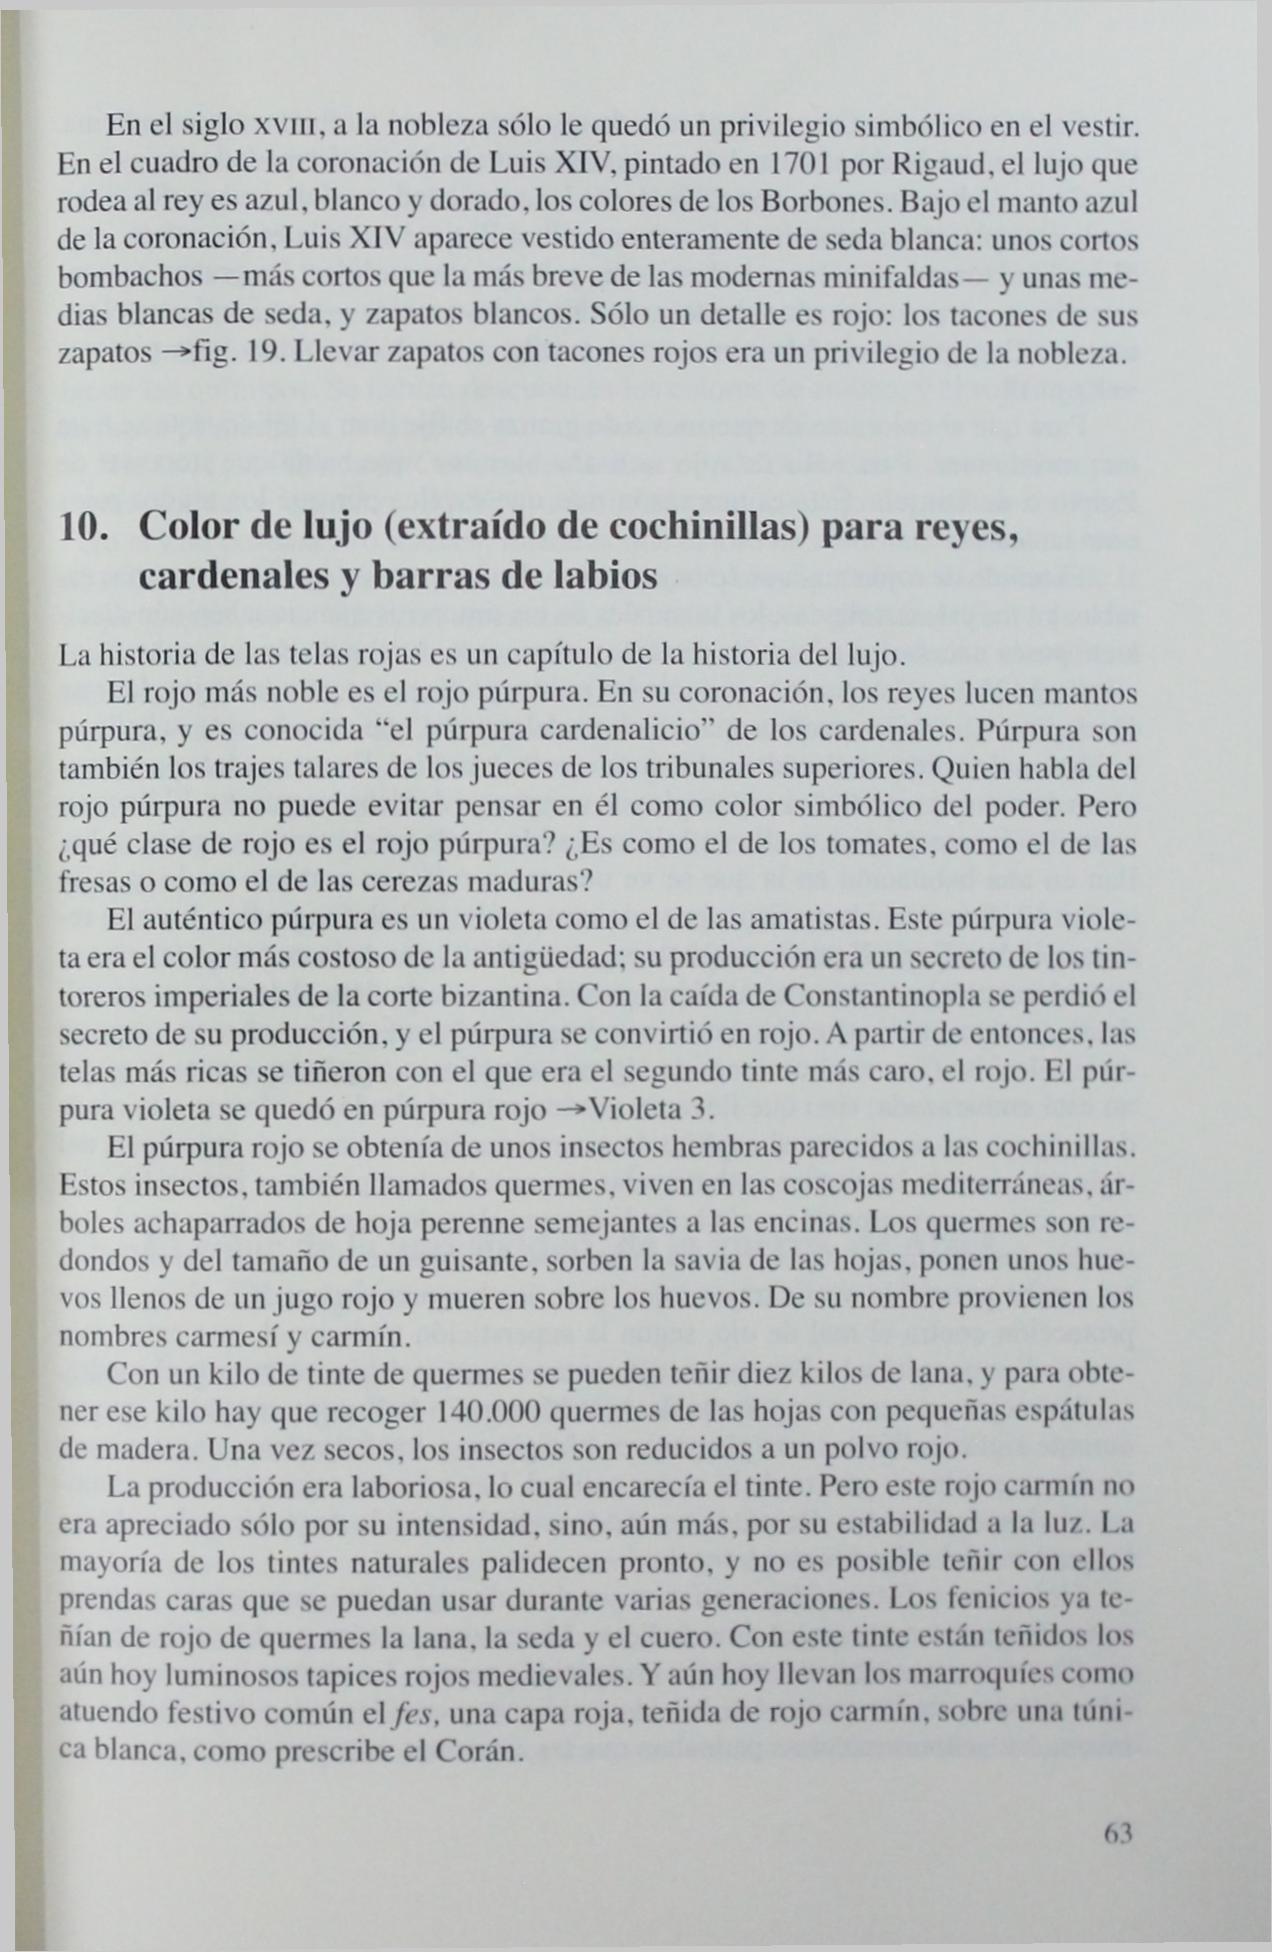 En el siglo XVIII, a la nobleza sólo le quedó un privilegio simbólico en el vestir.
En el cuadro de la coronación de Luis XIV, pintado en 1701 por Rigaud, el lujo que
rodea al rey es azul, blanco y dorado, los colores de los Borbones. Bajo el manto azul
de la coronación, Luis XIV aparece vestido enteramente de seda blanca: unos cortos
bombachos —más cortos que la más breve de las modernas minifaldas— y unas me-
dias blancas de seda, y zapatos blancos. Sólo un detalle es rojo: los tacones de sus
zapatos →fig. 19. Llevar zapatos con tacones rojos era un privilegio de la nobleza.
10. Color de lujo (extraído de cochinillas) para reyes,
cardenales y barras de labios
La historia de las telas rojas es un capítulo de la historia del lujo.
El rojo más noble es el rojo púrpura. En su coronación, los reyes lucen mantos
púrpura, y es conocida “el púrpura cardenalicio” de los cardenales. Púrpura son
también los trajes talares de los jueces de los tribunales superiores. Quien habla del
rojo púrpura no puede evitar pensar en él como color simbólico del poder. Pero
¿qué clase de rojo es el rojo púrpura? ¿Es como el de los tomates, como el de las
fresas o como el de las cerezas maduras?
El auténtico púrpura es un violeta como el de las amatistas. Este púrpura viole-
ta era el color más costoso de la antigüedad; su producción era un secreto de los tin-
toreros imperiales de la corte bizantina. Con la caída de Constantinopla se perdió el
secreto de su producción, y el púrpura se convirtió en rojo. A partir de entonces, las
telas más ricas se tiñeron con el que era el segundo tinte más caro, el rojo. El púr-
pura violeta se quedó en púrpura rojo →Violeta 3.
El púrpura rojo se obtenía de unos insectos hembras parecidos a las cochinillas.
Estos insectos, también llamados quermes, viven en las coscojas mediterráneas, ár-
boles achaparrados de hoja perenne semejantes a las encinas. Los quermes son re-
dondos y del tamaño de un guisante, sorben la savia de las hojas, ponen unos hue-
vos llenos de un jugo rojo y mueren sobre los huevos. De su nombre provienen los
nombres carmesí y carmín.
Con un kilo de tinte de quermes se pueden teñir diez kilos de lana, y para obte-
ner ese kilo hay que recoger 140.000 quermes de las hojas con pequeñas espátulas
de madera. Una vez secos, los insectos son reducidos a un polvo rojo.
La producción era laboriosa, lo cual encarecía el tinte. Pero este rojo carmín no
era apreciado sólo por su intensidad, sino, aún más, por su estabilidad a la luz. La
mayoría de los tintes naturales palidecen pronto, y no es posible teñir con ellos
prendas caras que se puedan usar durante varias generaciones. Los fenicios ya te-
ñían de rojo de quermes la lana, la seda y el cuero. Con este tinte están teñidos los
aún hoy luminosos tapices rojos medievales. Y aún hoy llevan los marroquíes como
atuendo festivo común el fes, una capa roja, teñida de rojo carmín, sobre una túni-
ca blanca, como prescribe el Corán.
63